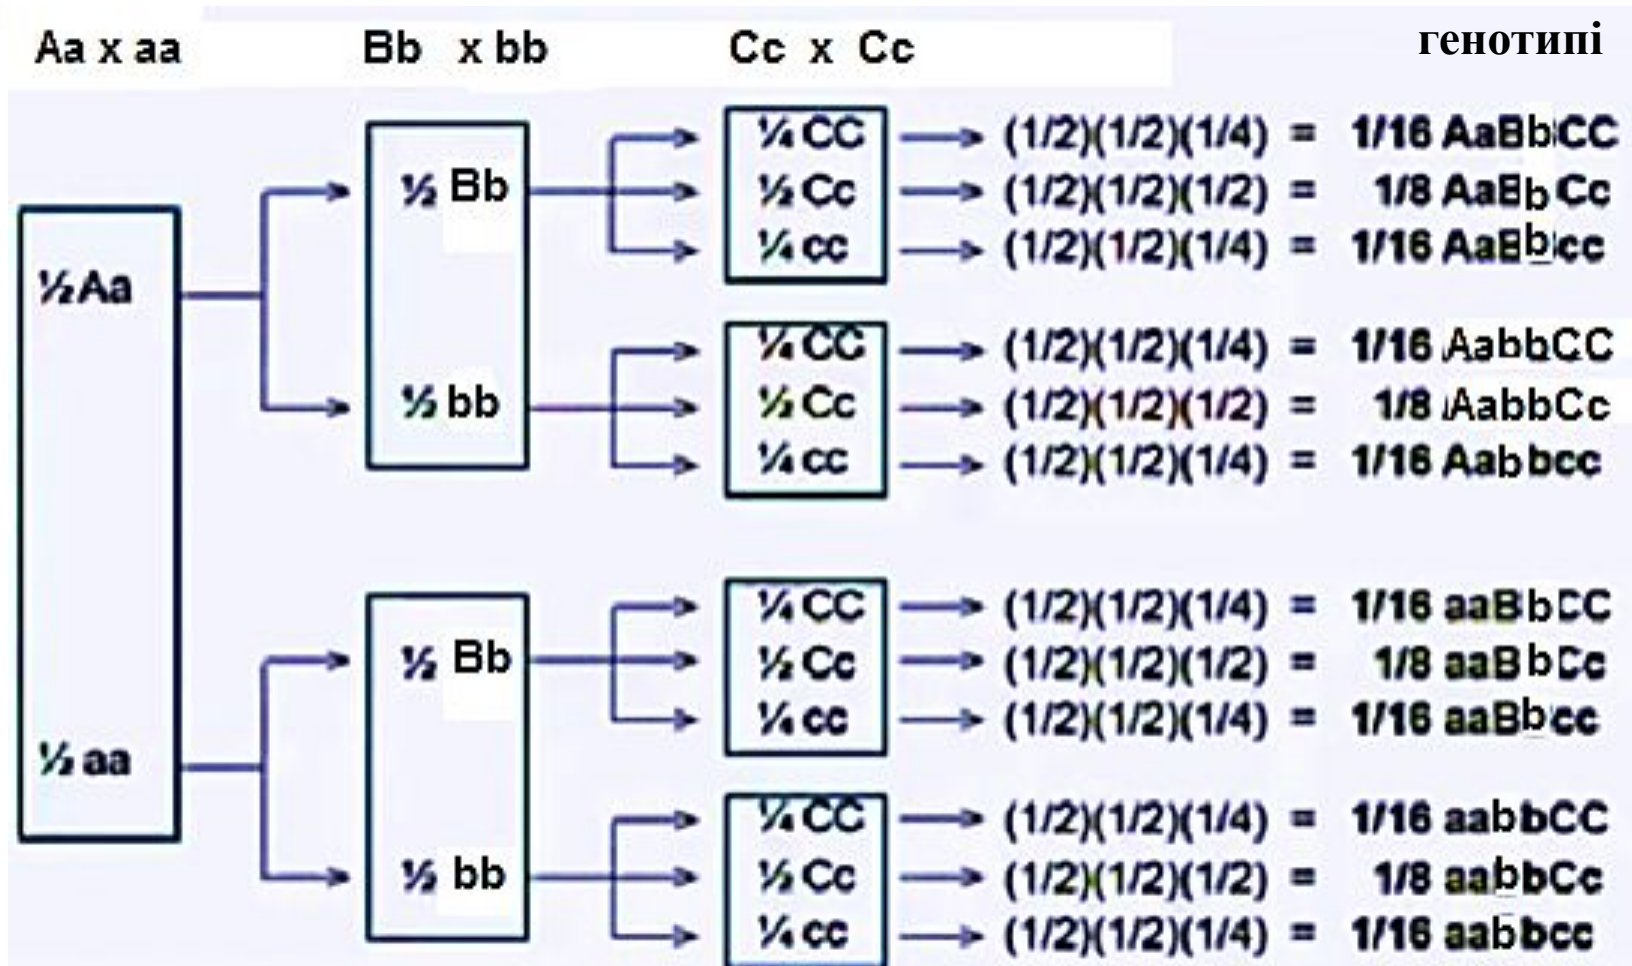 Aa x aa Bb x bb Cc x Cc генотипі
¼ CC (1/2)(1/2)(1/4) = 1/16 AaBbCC
½ Bb ½ Cc (1/2)(1/2)(1/2) = 1/8 AaBbCc
¼ cc (1/2)(1/2)(1/4) = 1/16 AaBbcc
½ Aa
¼ CC (1/2)(1/2)(1/4) = 1/16 AabbCC
½ bb ½ Cc (1/2)(1/2)(1/2) = 1/8 AabbCc
¼ cc (1/2)(1/2)(1/4) = 1/16 Aabbcc
¼ CC (1/2)(1/2)(1/4) = 1/16 aaBbCC
½ Bb ½ Cc (1/2)(1/2)(1/2) = 1/8 aaBbCc
¼ cc (1/2)(1/2)(1/4) = 1/16 aaBbcc
½ aa
¼ CC (1/2)(1/2)(1/4) = 1/16 aabbCC
½ bb ½ Cc (1/2)(1/2)(1/2) = 1/8 aabbCc
¼ cc (1/2)(1/2)(1/4) = 1/16 aabbcc